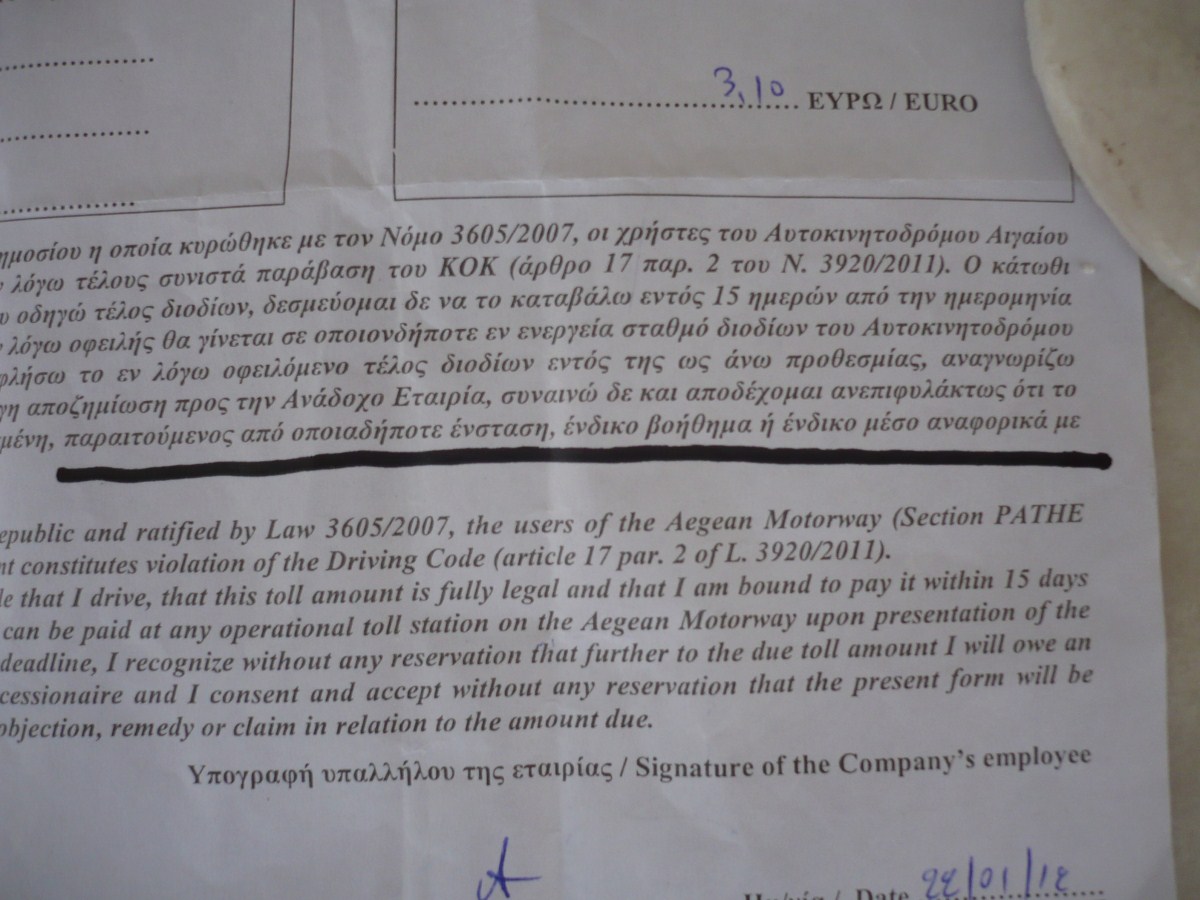 3,10 ΕΥΡΩ / EURO
ημοσίου η οποία κυρώθηκε με τον Νόμο 3605/2007, οι χρήστες του Αυτοκινητοδρόμου Αιγαίου
λόγω τέλους συνιστά παράβαση του ΚΟΚ (άρθρο 17 παρ. 2 του Ν. 3920/2011). Ο κάτωθι
οδηγώ τέλος διοδίων, δεσμεύομαι δε να το καταβάλω εντός 15 ημερών από την ημερομηνία
λόγω οφειλής θα γίνεται σε οποιονδήποτε εν ενεργεία σταθμό διοδίων του Αυτοκινητοδρόμου
φλήσω το εν λόγω οφειλόμενο τέλος διοδίων εντός της ως άνω προθεσμίας, αναγνωρίζω
γη αποζημίωση προς την Ανάδοχο Εταιρία, συναινώ δε και αποδέχομαι ανεπιφυλάκτως ότι το
μένη, παραιτούμενος από οποιαδήποτε ένσταση, ένδικο βοήθημα ή ένδικο μέσο αναφορικά με
epublic and ratified by Law 3605/2007, the users of the Aegean Motorway (Section PATHE
nt constitutes violation of the Driving Code (article 17 par. 2 of L. 3920/2011).
le that I drive, that this toll amount is fully legal and that I am bound to pay it within 15 days
can be paid at any operational toll station on the Aegean Motorway upon presentation of the
deadline, I recognize without any reservation that further to the due toll amount I will owe an
cessionaire and I consent and accept without any reservation that the present form will be
objection, remedy or claim in relation to the amount due.
Υπογραφή υπαλλήλου της εταιρίας / Signature of the Company's employee
/ Date 22/01/12